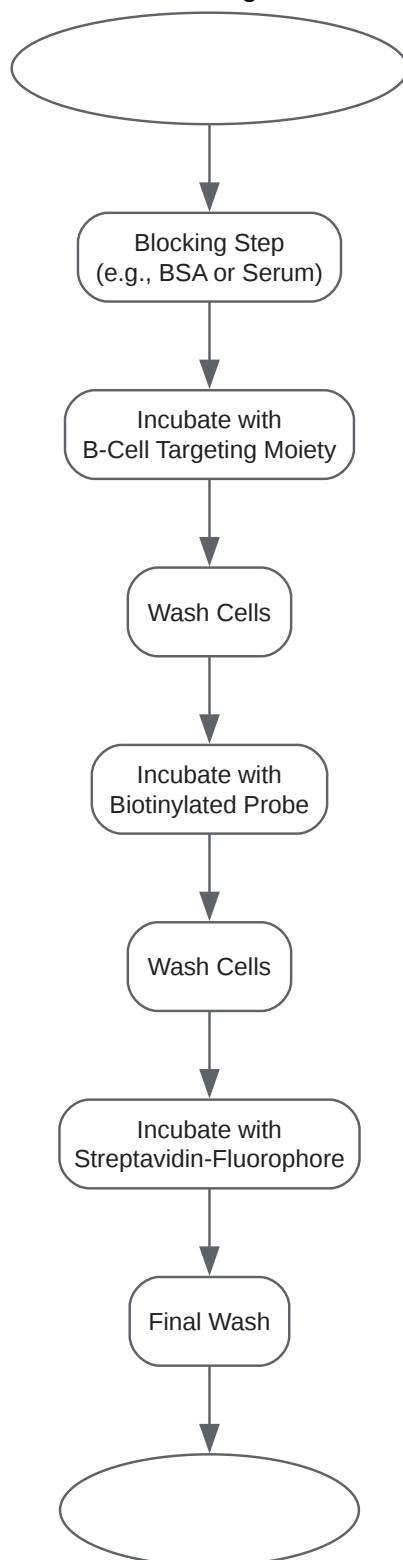 Blocking Step
(e.g., BSA or Serum)
Incubate with
B-Cell Targeting Moiety
Wash Cells
Incubate with
Biotinylated Probe
Wash Cells
Incubate with
Streptavidin-Fluorophore
Final Wash